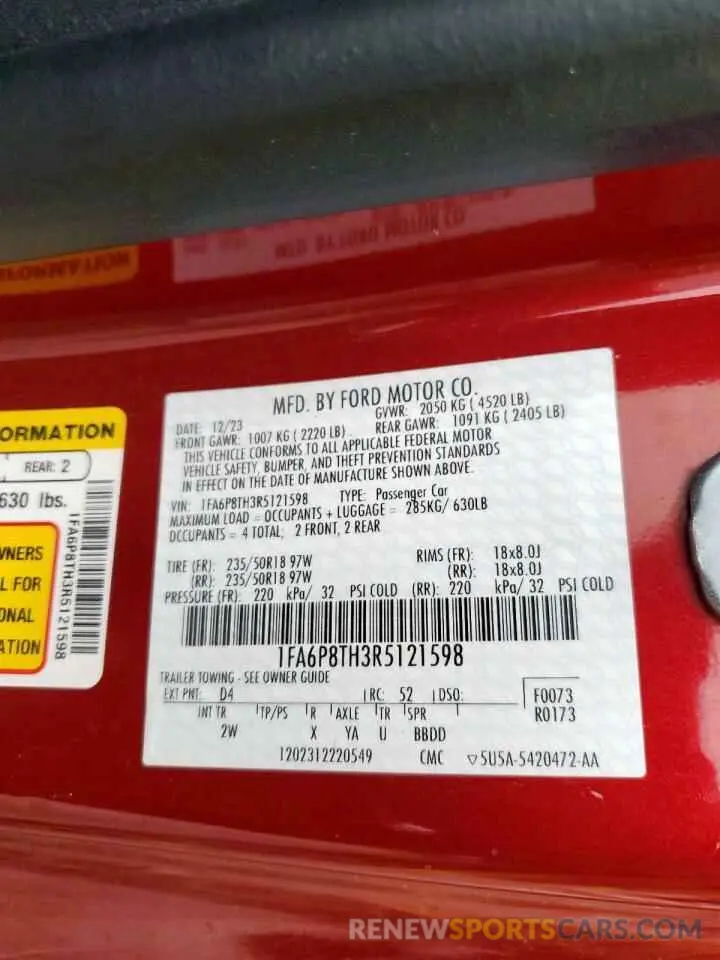 MFD. BY FORD MOTOR CO.
DATE: 12/23 GVWR: 2050 KG ( 4520 LB)
FRONT GAWR: 1007 KG ( 2220 LB) REAR GAWR: 1091 KG ( 2405 LB)
THIS VEHICLE CONFORMS TO ALL APPLICABLE FEDERAL MOTOR
VEHICLE SAFETY, BUMPER, AND THEFT PREVENTION STANDARDS
IN EFFECT ON THE DATE OF MANUFACTURE SHOWN ABOVE.
VIN: 1FA6P8TH3R5121598 TYPE: Passenger Car
MAXIMUM LOAD = OCCUPANTS + LUGGAGE = 285KG/ 630LB
OCCUPANTS = 4 TOTAL; 2 FRONT, 2 REAR
TIRE (FR): 235/50R18 97W RIMS (FR): 18x8.0J
(RR): 235/50R18 97W (RR): 18x8.0J
PRESSURE (FR): 220 kPa/ 32 PSI COLD (RR): 220 kPa/ 32 PSI COLD
1FA6P8TH3R5121598
TRAILER TOWING - SEE OWNER GUIDE
EXT PNT: D4 RC: 52 DSO: F0073
INT TR TP/PS R AXLE TR SPR R0173
2W X YA U BBDD
1202312220549 CMC ▽5U5A-5420472-AA
ORMATION
REAR: 2
630 lbs.
WNERS
L FOR
ONAL
ATION
1FA6P8TH3R5121598
RENEWSPORTSCARS.COM